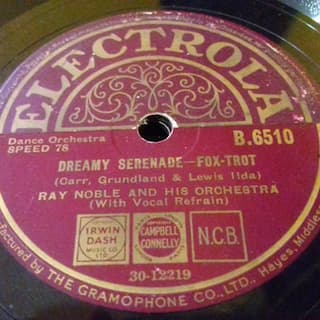 ELECTROLA
Dance Orchestra
SPEED 78
B.6510
DREAMY SERENADE—FOX-TROT
(Carr, Grundland & Lewis Ilda)
RAY NOBLE AND HIS ORCHESTRA
(With Vocal Refrain)
IRWIN
DASH
MUSIC CO.
LTD.
CAMPBELL
CONNELLY
N.C.B.
30-12219
factured by THE GRAMOPHONE CO., LTD., Hayes, Middlesex